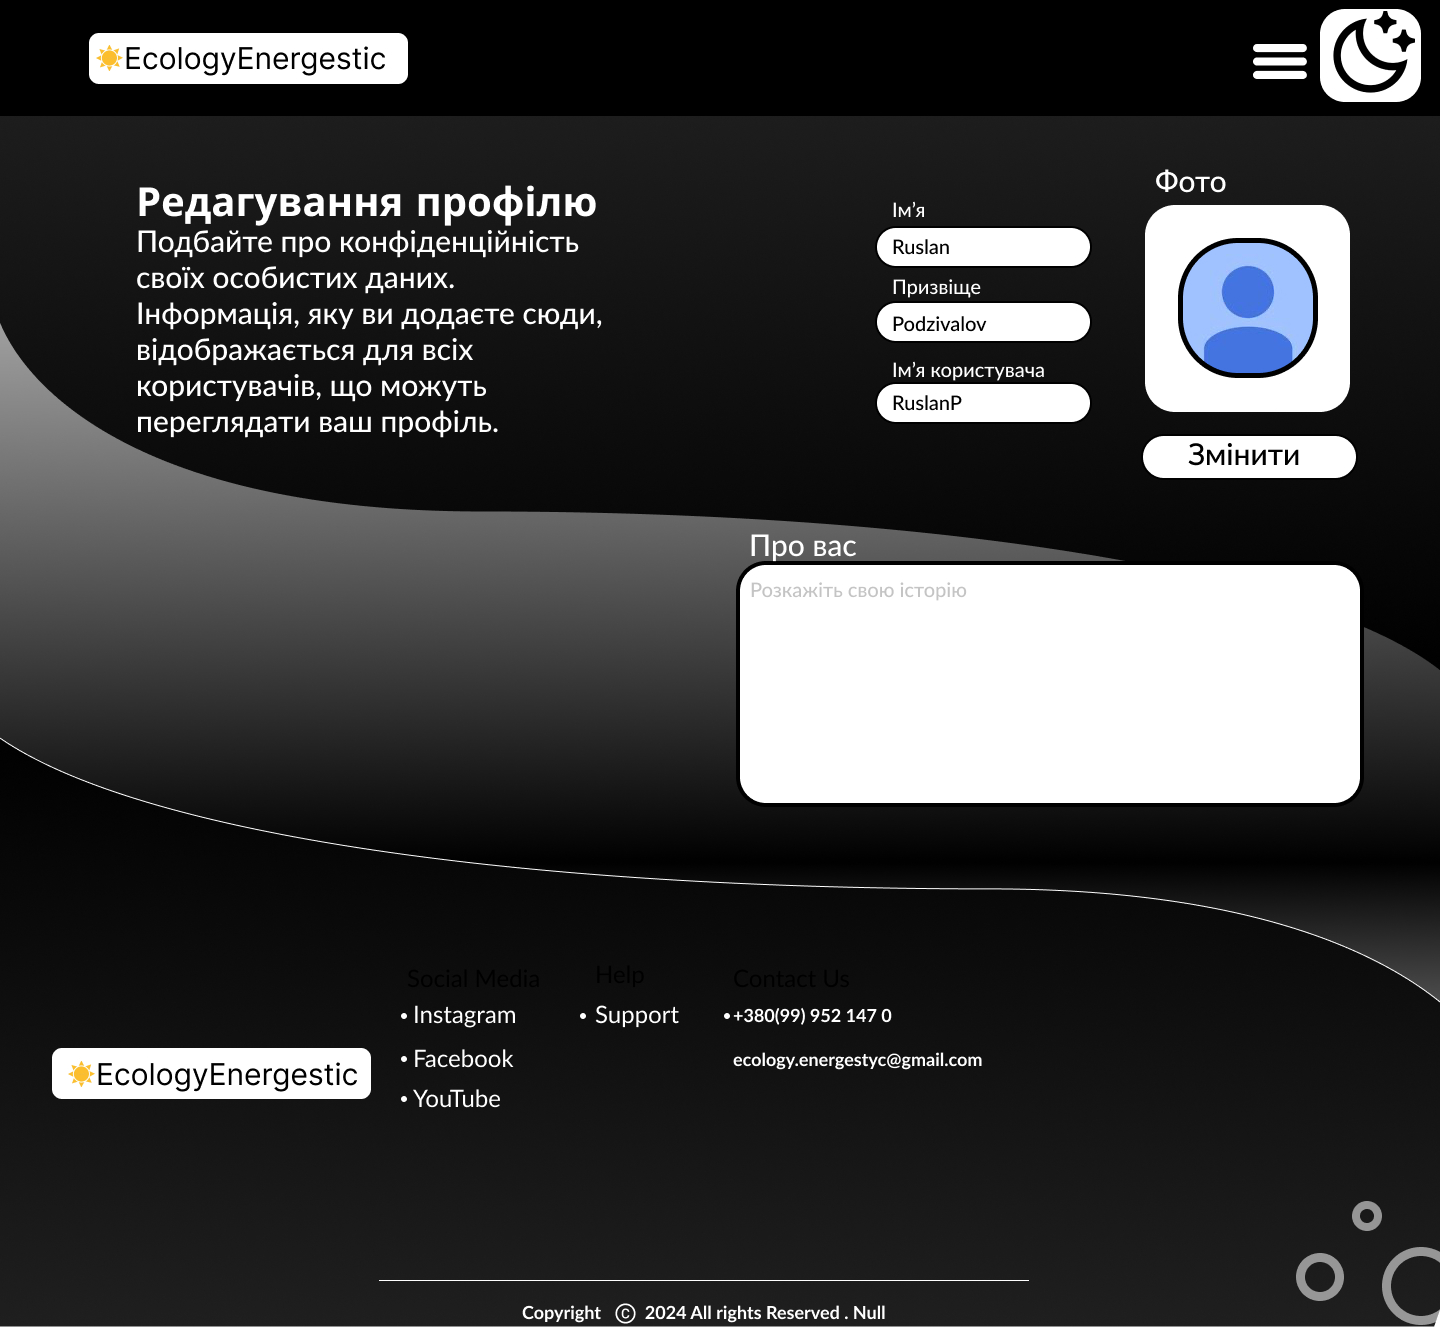 EcologyEnergestic
Редагування профілю
Подбайте про конфіденційність
своїх особистих даних.
Інформація, яку ви додаєте сюди,
відображається для всіх
користувачів, що можуть
переглядати ваш профіль.
Ім’я
Ruslan
Призвіще
Podzivalov
Ім’я користувача
RuslanP
Фото
Змінити
Про вас
Розкажіть свою історію
EcologyEnergestic
Social Media
• Instagram
• Facebook
• YouTube
Help
• Support
Contact Us
• +380(99) 952 147 0
ecology.energestyc@gmail.com
Copyright © 2024 All rights Reserved . Null